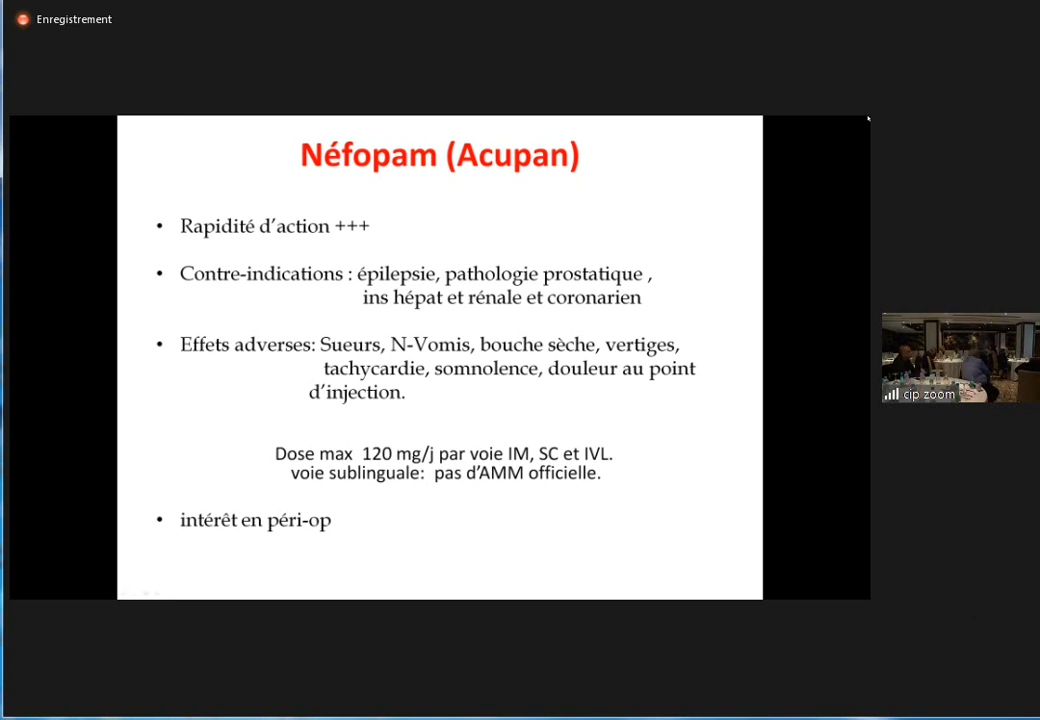 Enregistrement
Néfopam (Acupan)
• Rapidité d'action +++
• Contre-indications : épilepsie, pathologie prostatique ,
ins hépat et rénale et coronarien
• Effets adverses: Sueurs, N-Vomis, bouche sèche, vertiges,
tachycardie, somnolence, douleur au point
d'injection.
Dose max 120 mg/j par voie IM, SC et IVL.
voie sublinguale: pas d'AMM officielle.
• intérêt en péri-op
cip zoom